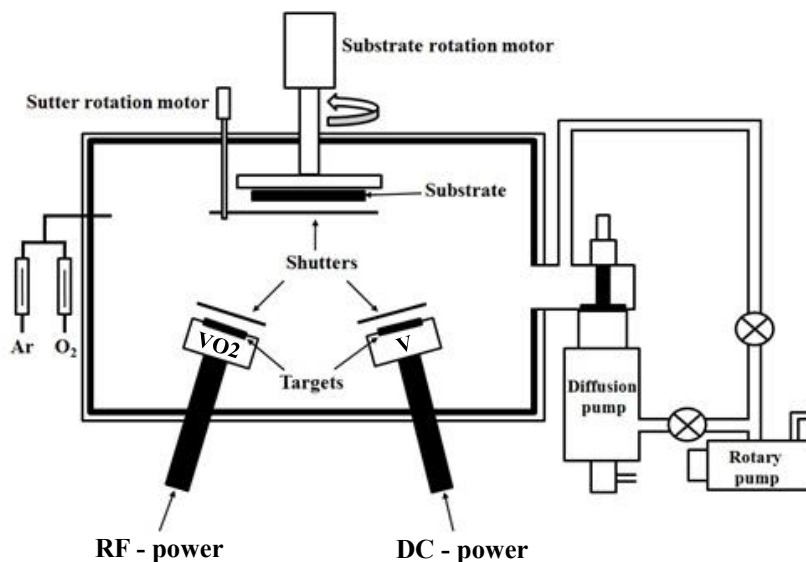 Substrate rotation motor
Sutter rotation motor
Substrate
Shutters
Ar
O₂
VO2
V
Targets
Diffusion
pump
Rotary
pump
RF - power
DC - power